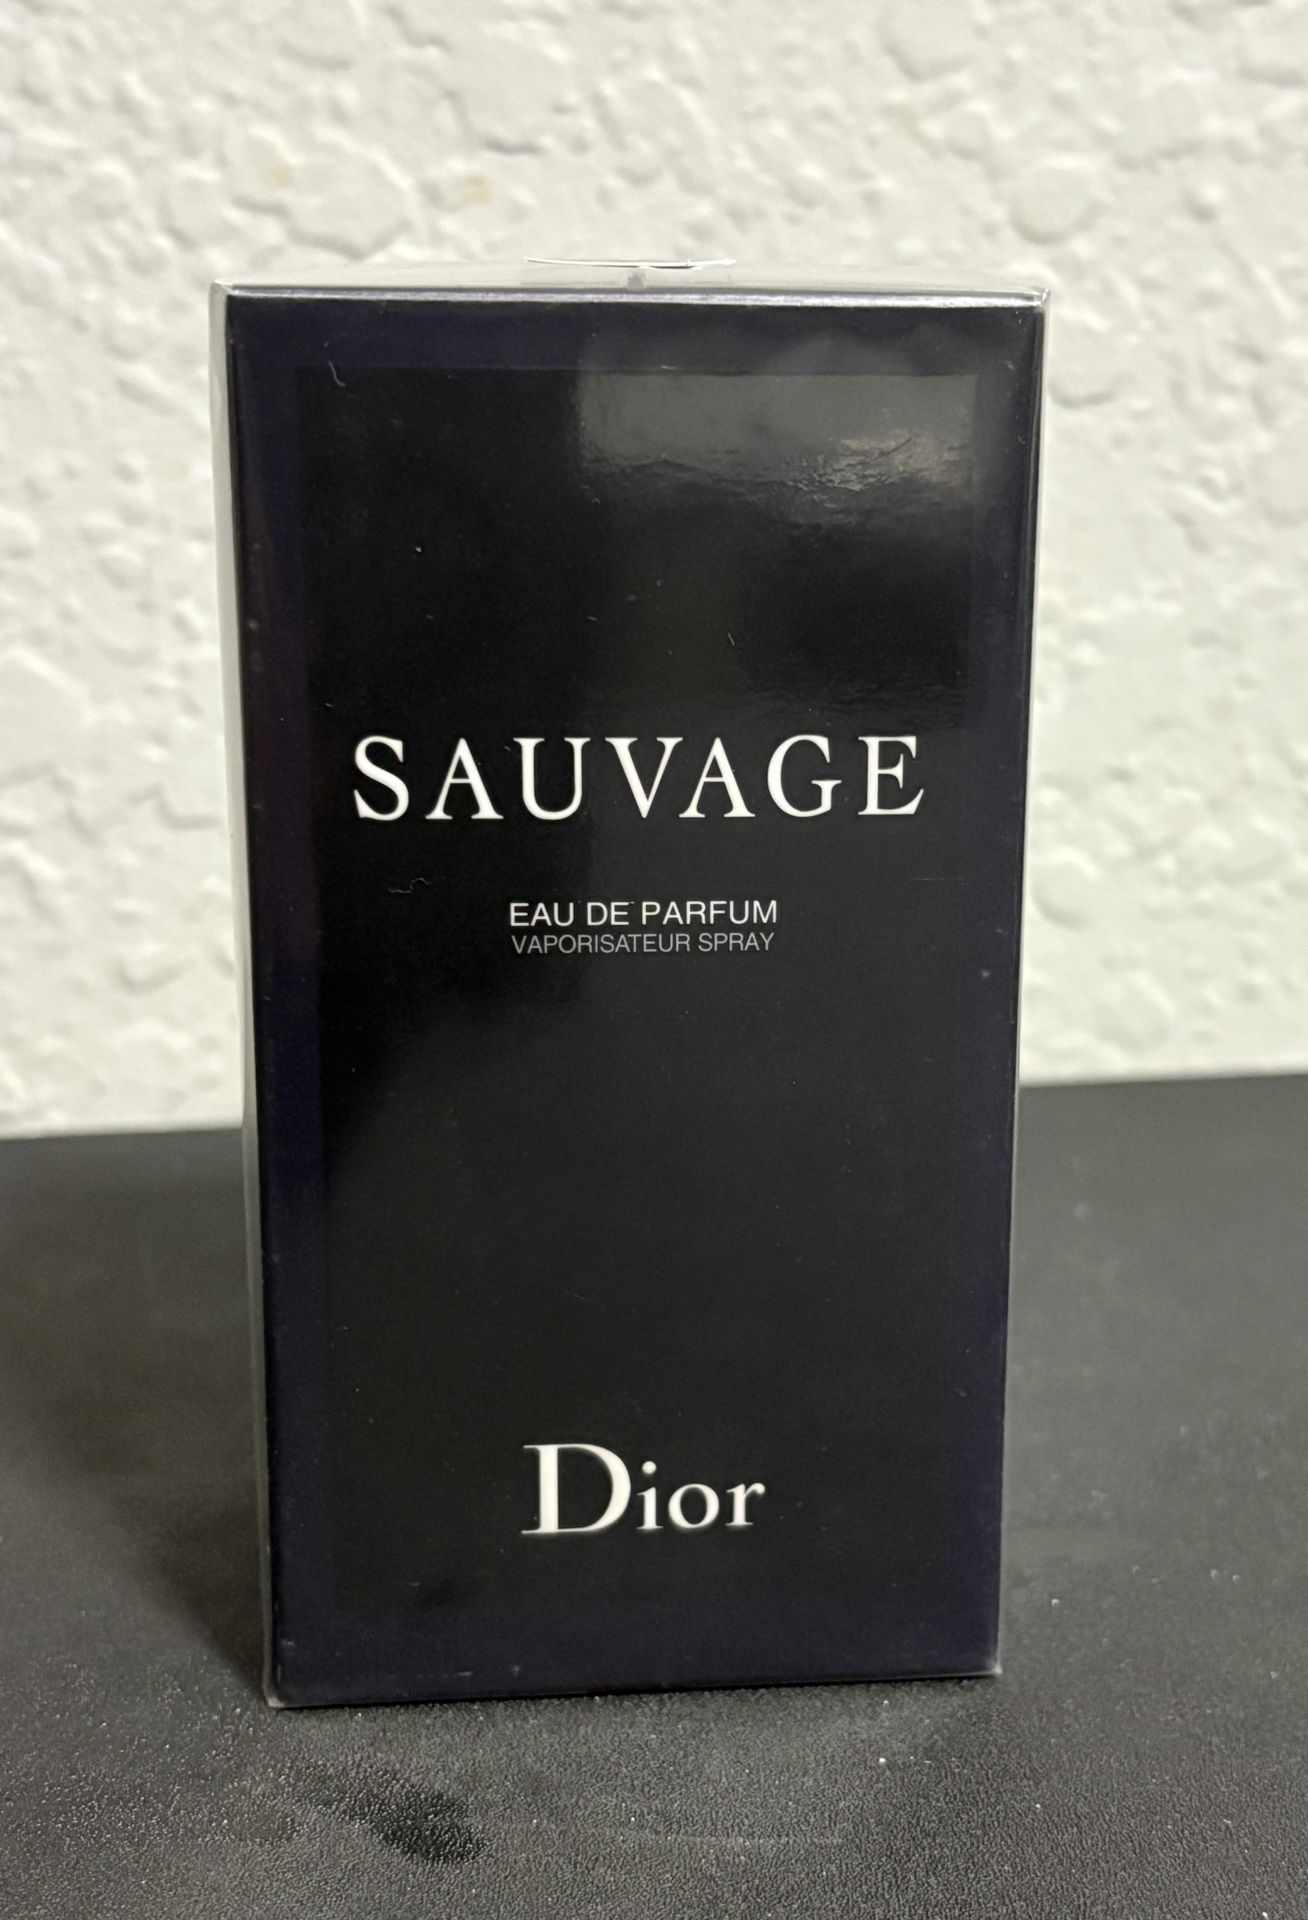 SAUVAGE
EAU DE PARFUM
VAPORISATEUR SPRAY
Dior